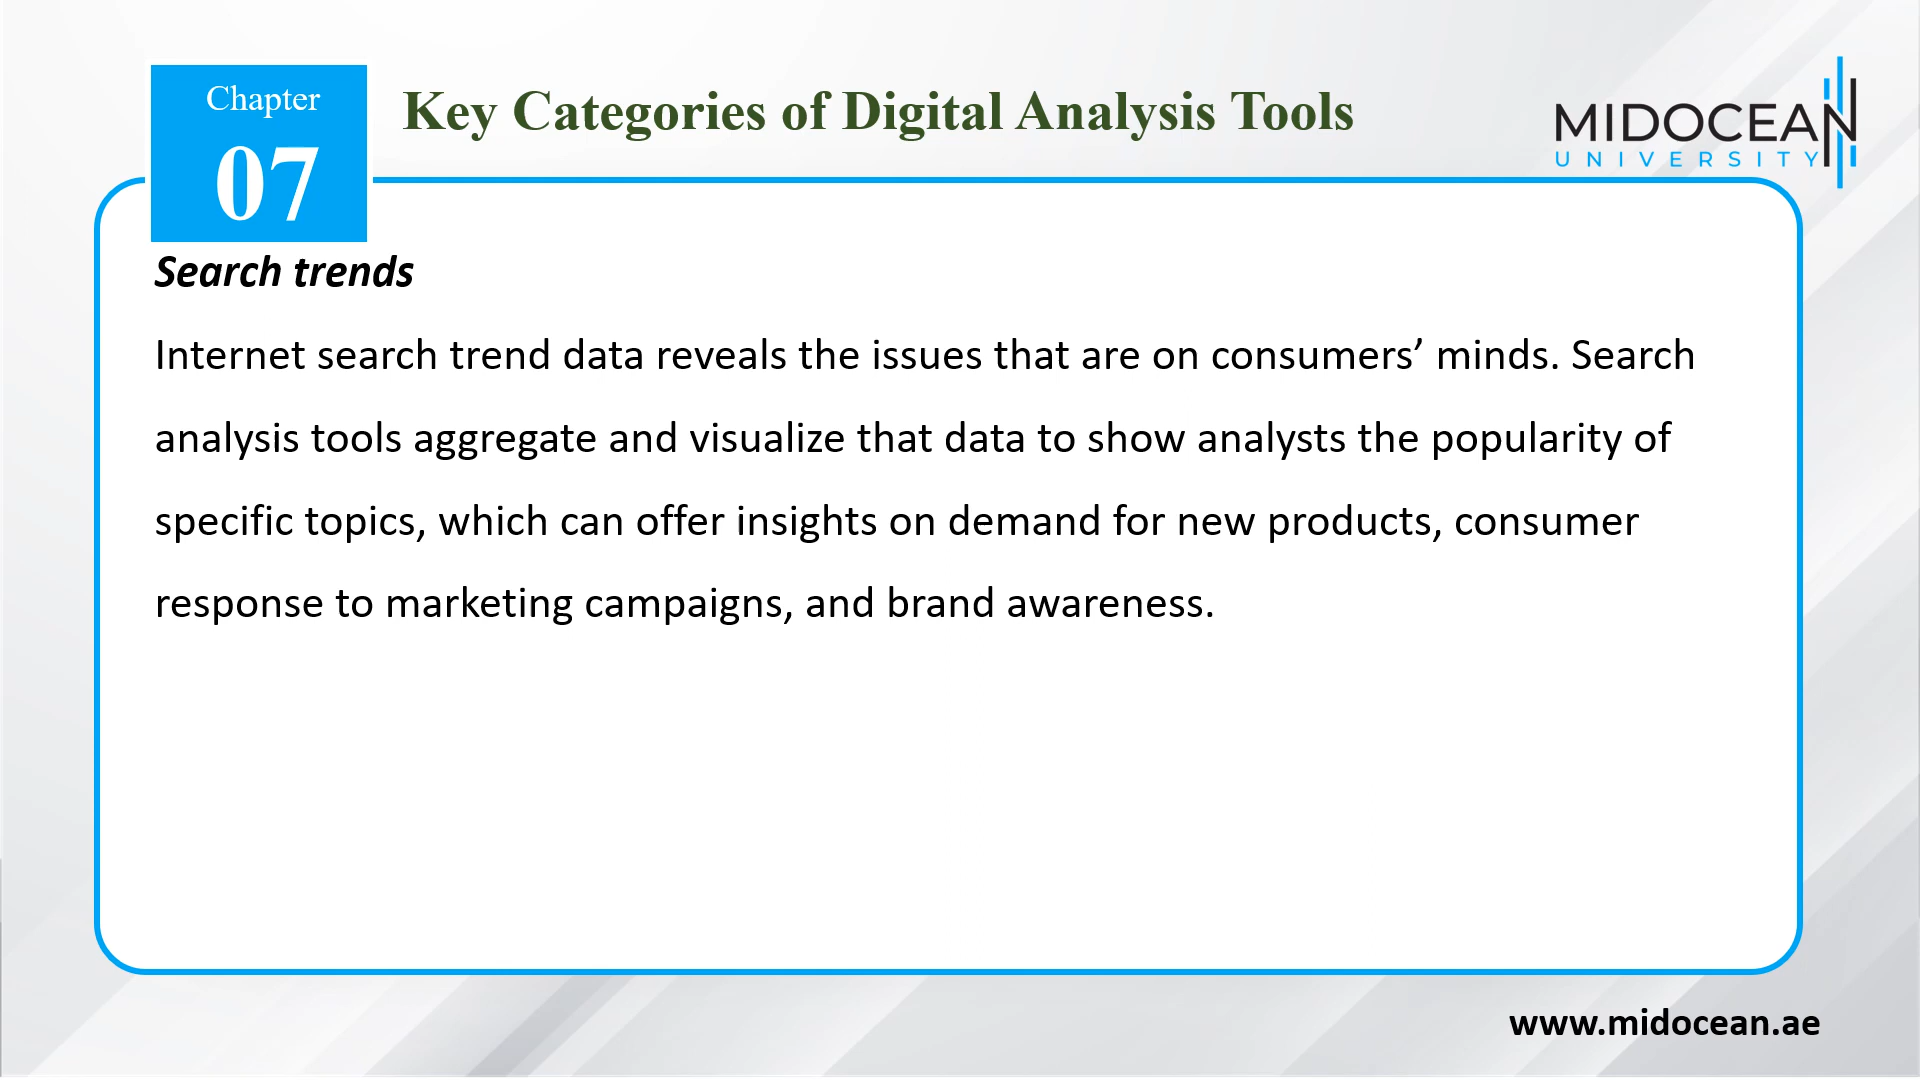 Chapter
07
Key Categories of Digital Analysis Tools
MIDOCEAN
UNIVERSITY
Search trends
Internet search trend data reveals the issues that are on consumers’ minds. Search
analysis tools aggregate and visualize that data to show analysts the popularity of
specific topics, which can offer insights on demand for new products, consumer
response to marketing campaigns, and brand awareness.
www.midocean.ae